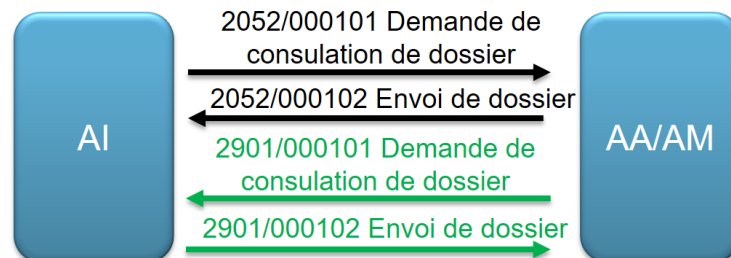 AI
2052/000101 Demande de
consulation de dossier
2052/000102 Envoi de dossier
2901/000101 Demande de
consulation de dossier
2901/000102 Envoi de dossier
AA/AM